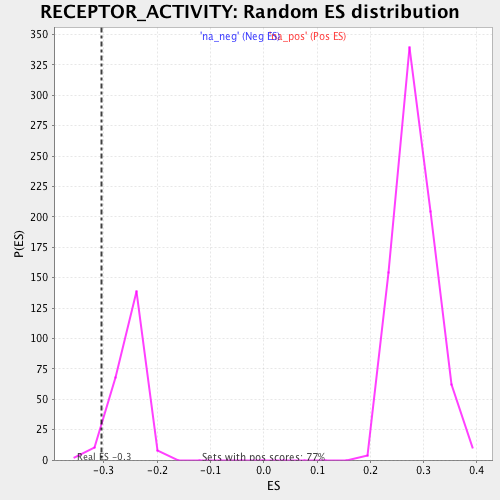 RECEPTOR_ACTIVITY: Random ES distribution
'na_neg' (Neg ES) 'na_pos' (Pos ES)
350
325
300
275
250
225
200
175
150
125
100
75
50
25
0
P(ES)
Real ES -0.3
Sets with pos scores: 77%
-0.3 -0.2 -0.1 0.0 0.1 0.2 0.3 0.4
ES